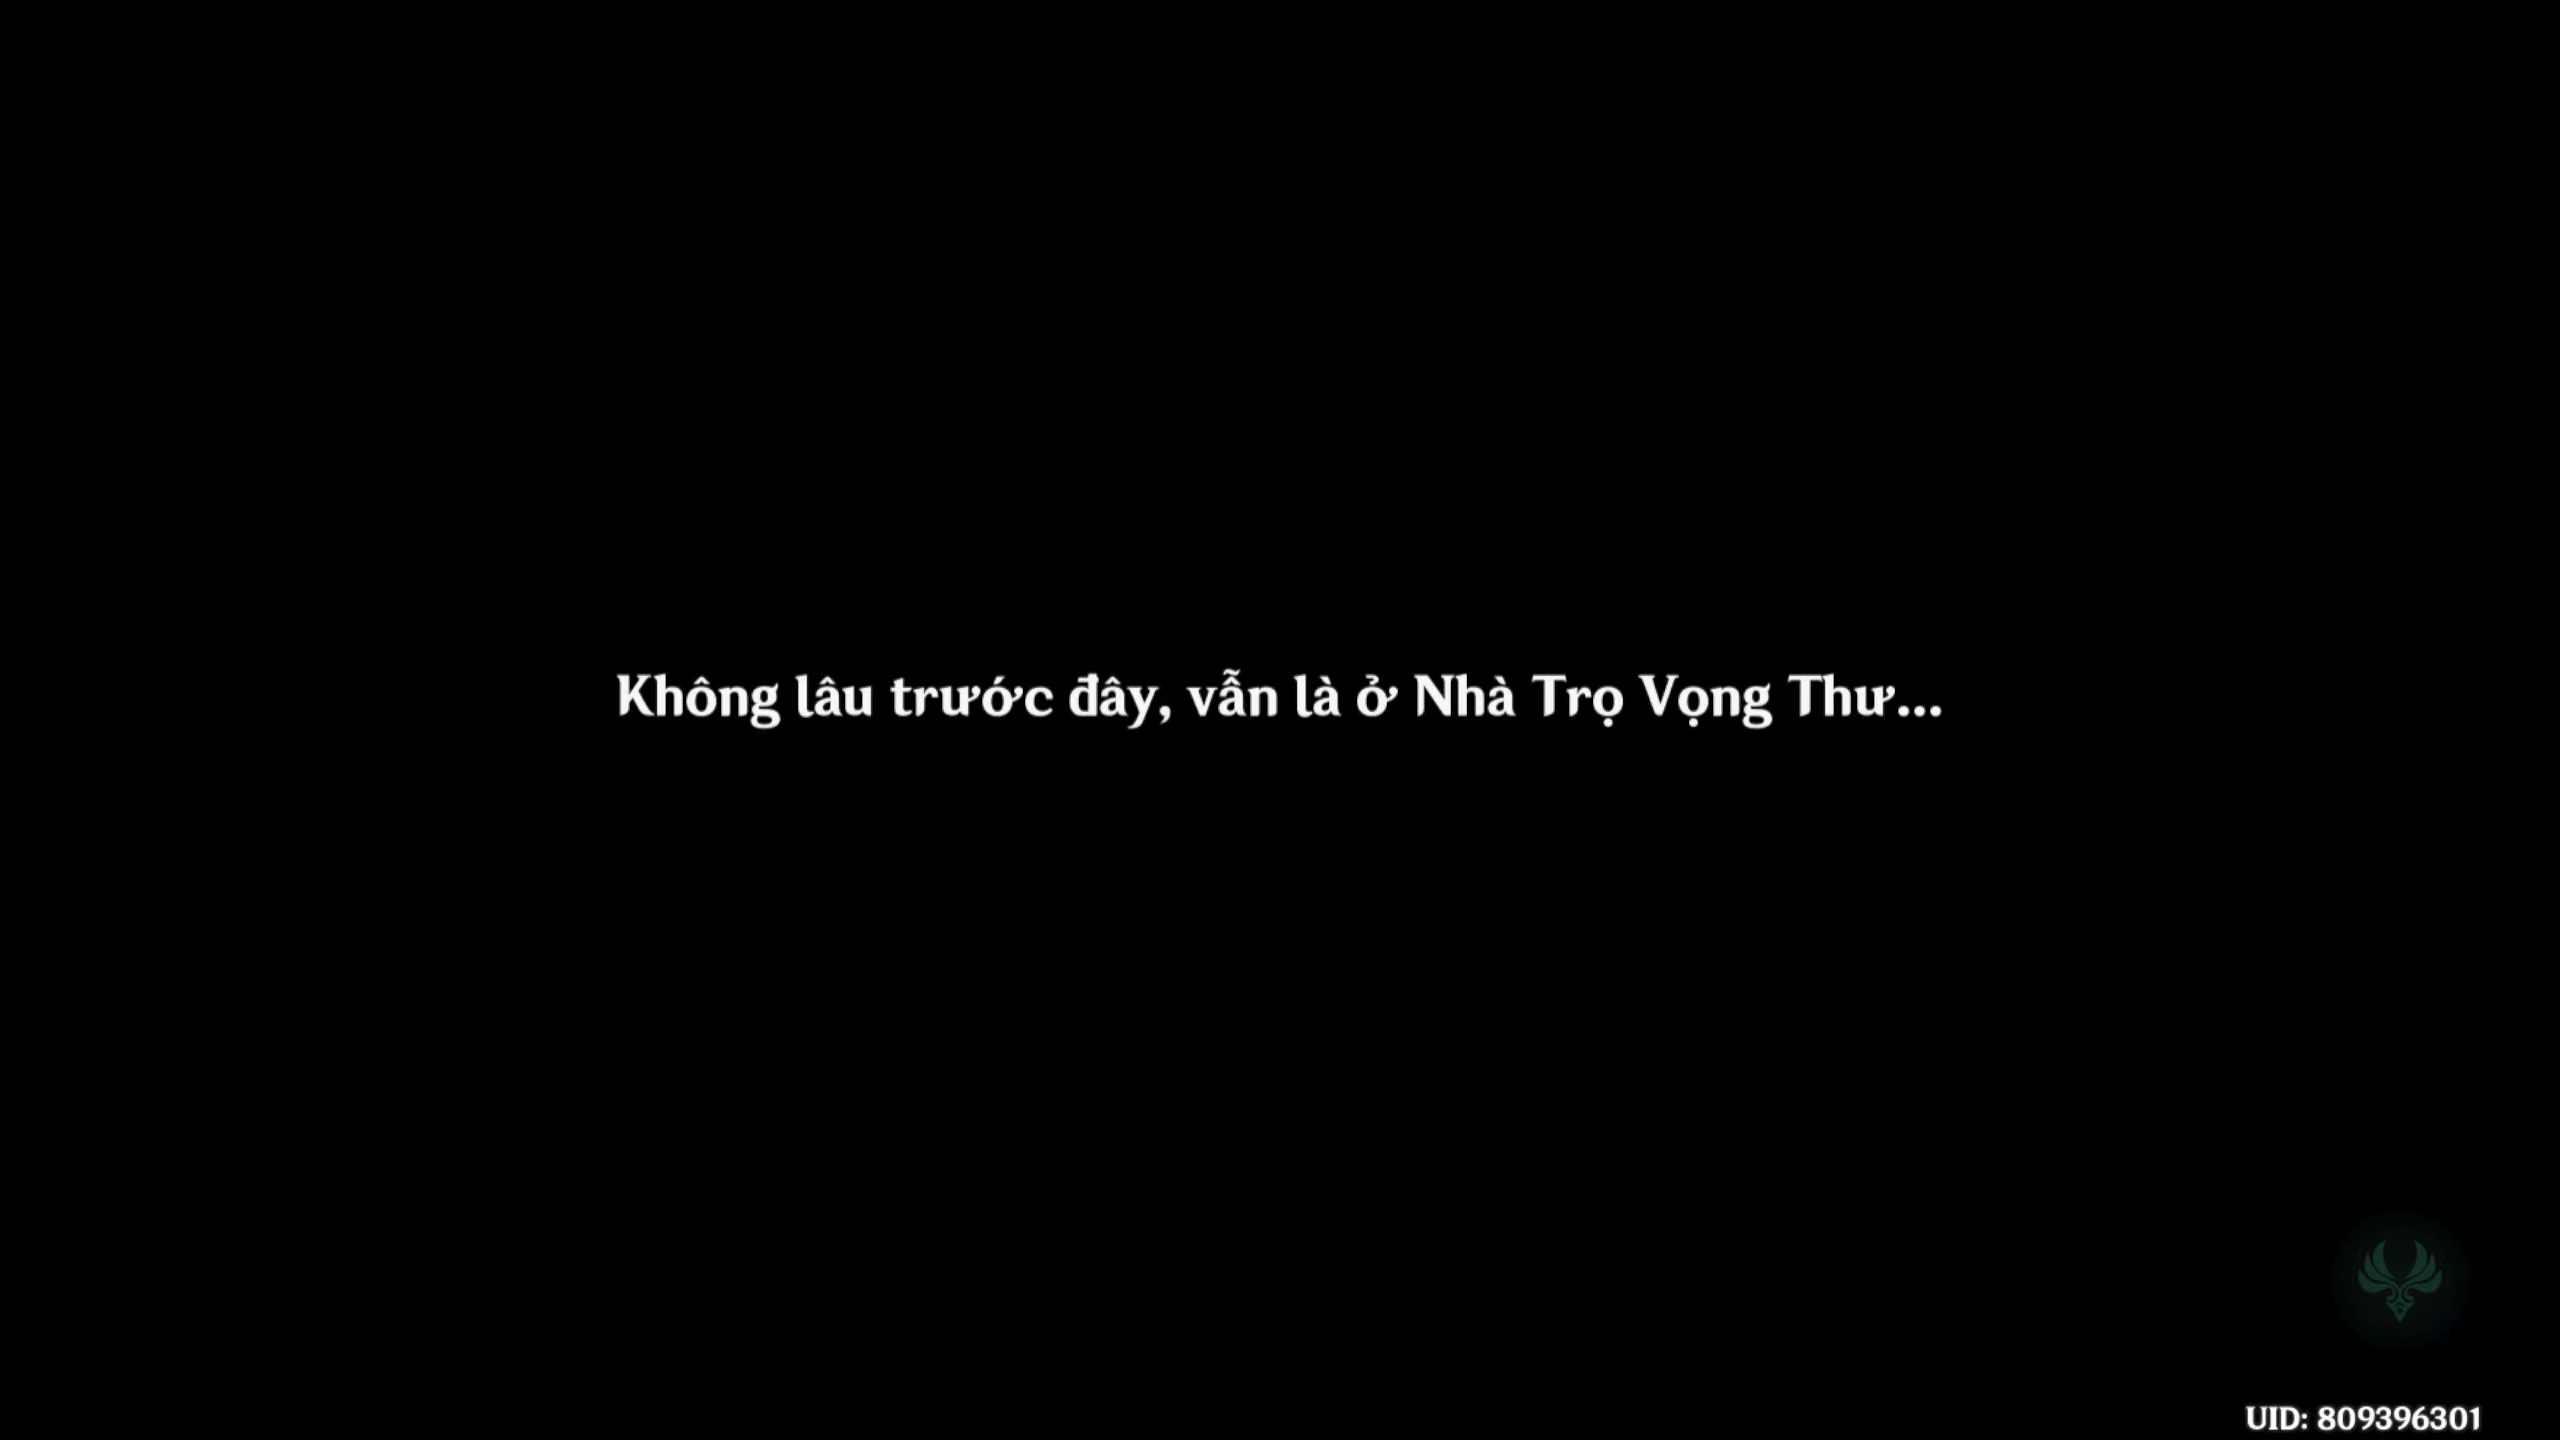 Không lâu trước đây, vẫn là ở Nhà Trọ Vọng Thư...
UID: 809396301